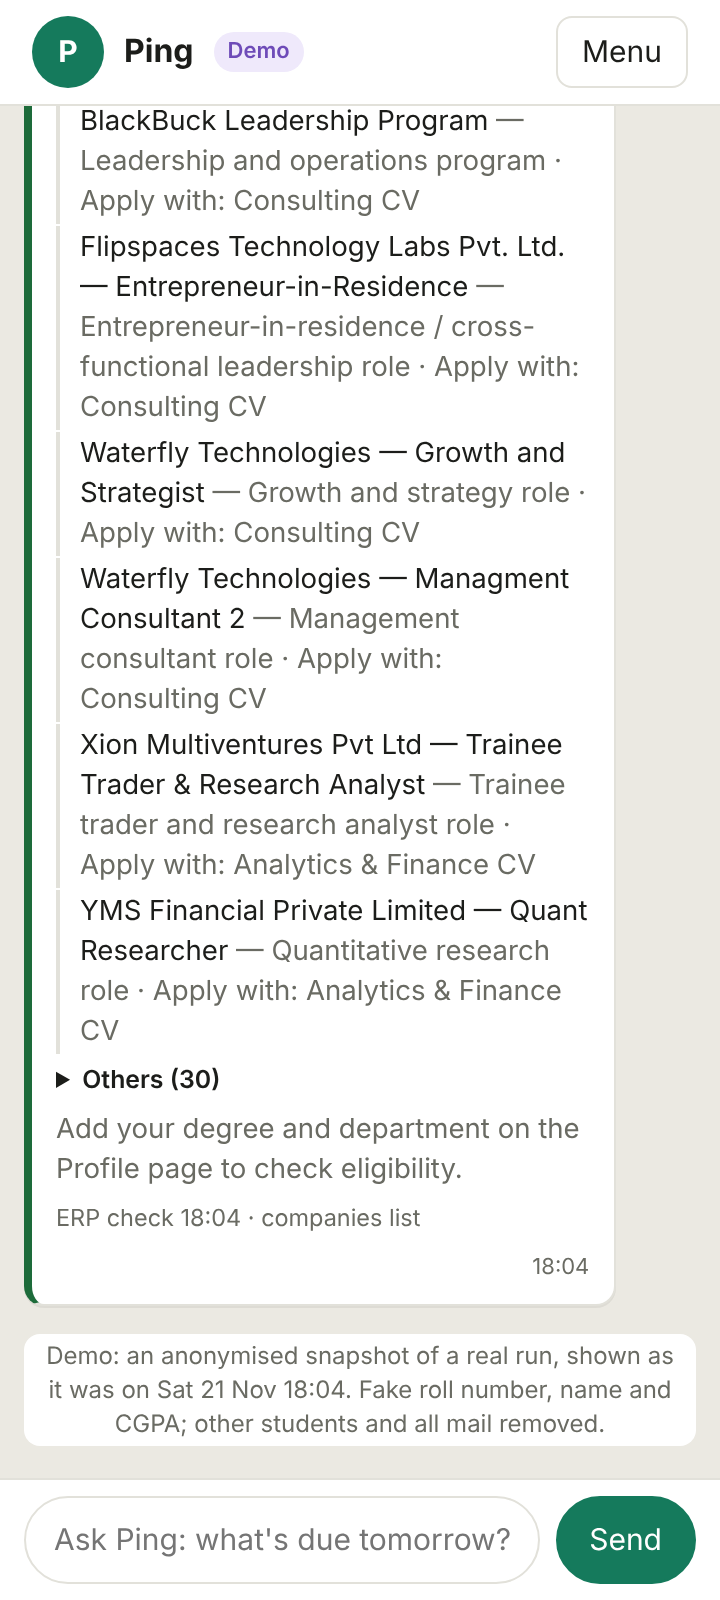 P
Ping
Demo
Menu
BlackBuck Leadership Program —
Leadership and operations program ·
Apply with: Consulting CV
Flipspaces Technology Labs Pvt. Ltd.
— Entrepreneur-in-Residence —
Entrepreneur-in-residence / cross-
functional leadership role · Apply with:
Consulting CV
Waterfly Technologies — Growth and
Strategist — Growth and strategy role ·
Apply with: Consulting CV
Waterfly Technologies — Managment
Consultant 2 — Management
consultant role · Apply with:
Consulting CV
Xion Multiventures Pvt Ltd — Trainee
Trader & Research Analyst — Trainee
trader and research analyst role ·
Apply with: Analytics & Finance CV
YMS Financial Private Limited — Quant
Researcher — Quantitative research
role · Apply with: Analytics & Finance
CV
Others (30)
Add your degree and department on the
Profile page to check eligibility.
ERP check 18:04 · companies list
18:04
Demo: an anonymised snapshot of a real run, shown as
it was on Sat 21 Nov 18:04. Fake roll number, name and
CGPA; other students and all mail removed.
Ask Ping: what's due tomorrow?
Send